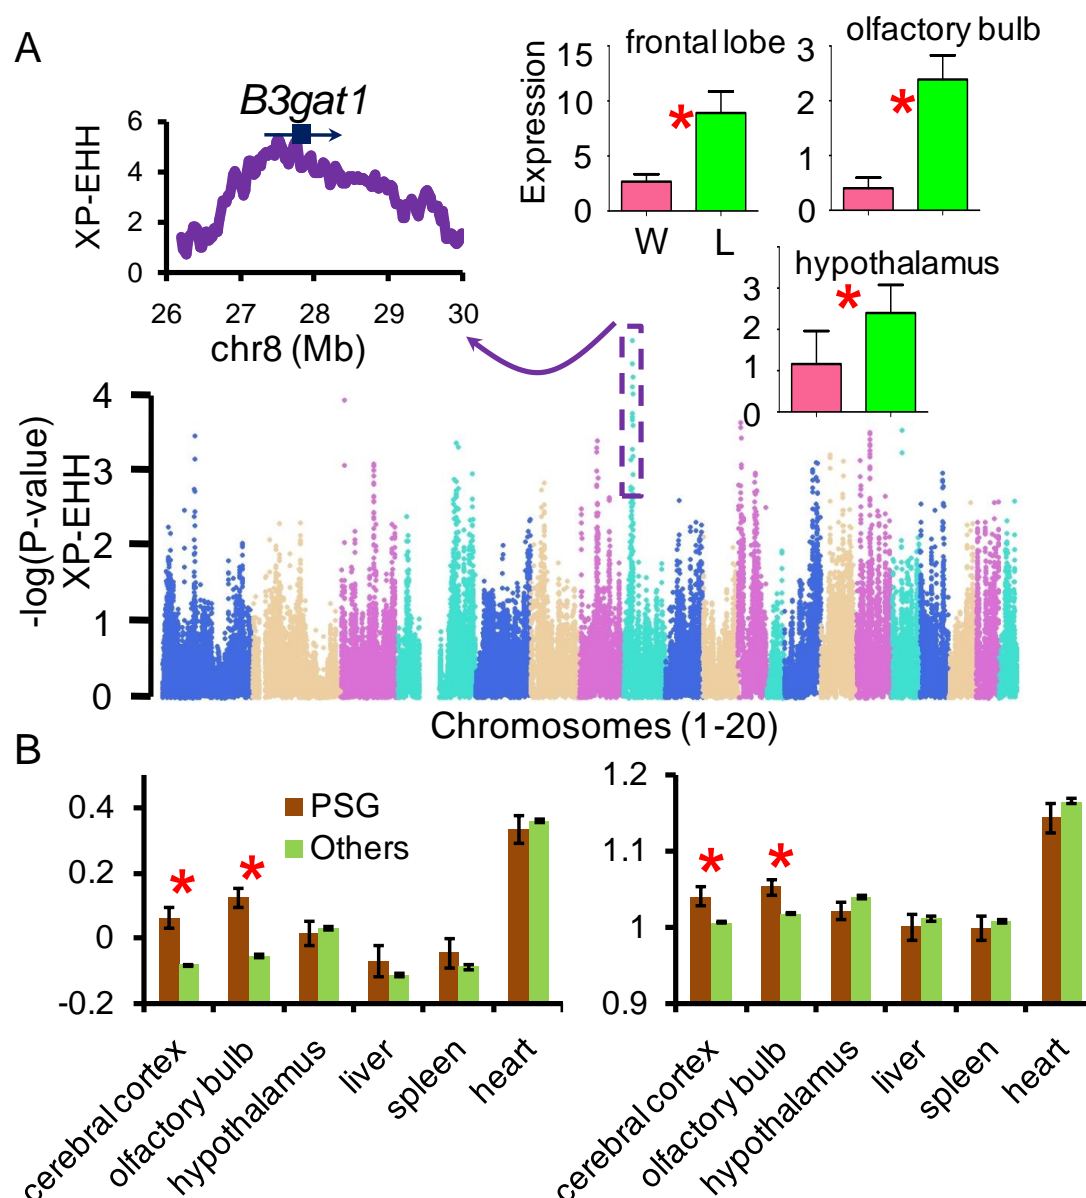 A
B3gat1
XP-EHH
6
4
2
0
26 27 28 29 30
chr8 (Mb)
frontal lobe
Expression
15
10
5
0
W L
*
olfactory bulb
3
2
1
0
*
hypothalamus
3
2
1
0
*
-log(P-value)
XP-EHH
4
3
2
1
0
Chromosomes (1-20)
B
0.4
0.2
0
-0.2
PSG
Others
* *
cerebral cortex
olfactory bulb
hypothalamus
liver
spleen
heart
1.2
1.1
1
0.9
* *
cerebral cortex
olfactory bulb
hypothalamus
liver
spleen
heart